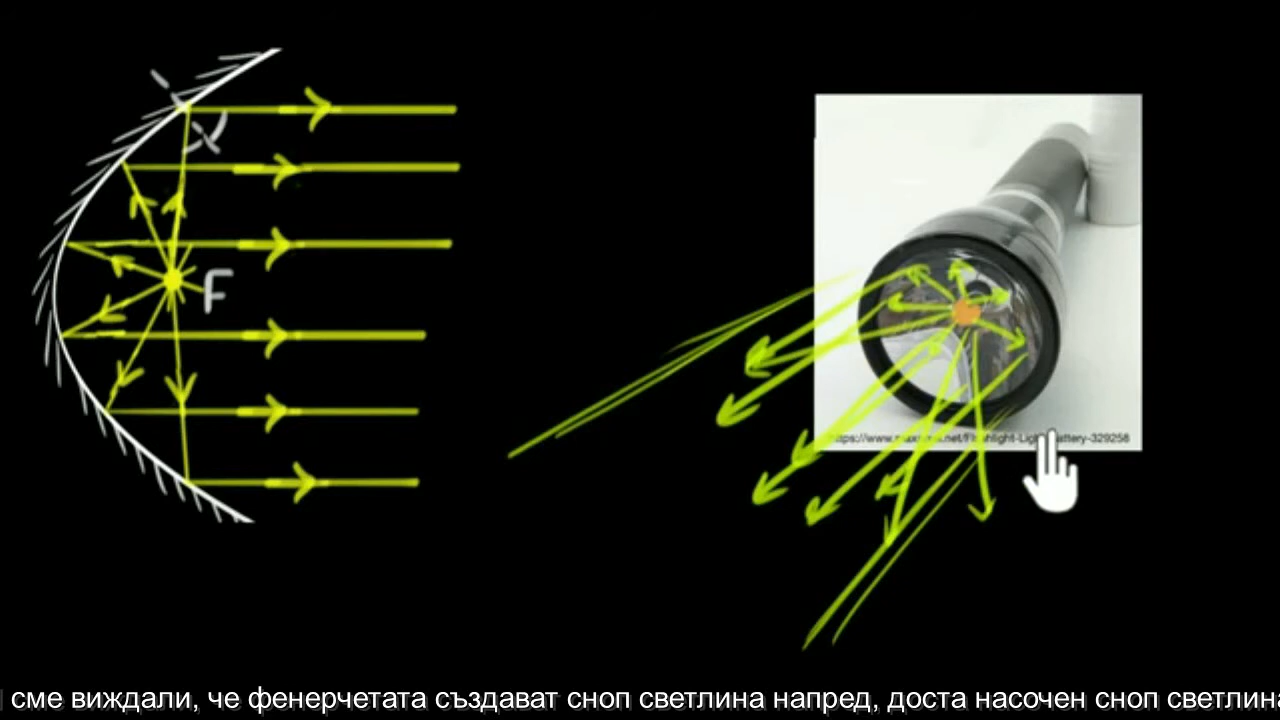 F
сме виждали, че фенерчетата създават сноп светлина напред, доста насочен сноп светлина